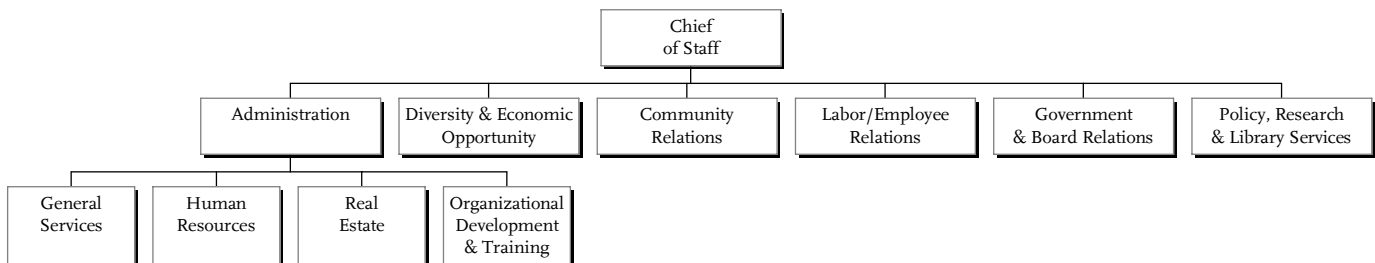 Chief
of Staff
Administration
Diversity & Economic
Opportunity
Community
Relations
Labor/Employee
Relations
Government
& Board Relations
Policy, Research
& Library Services
General
Services
Human
Resources
Real
Estate
Organizational
Development
& Training